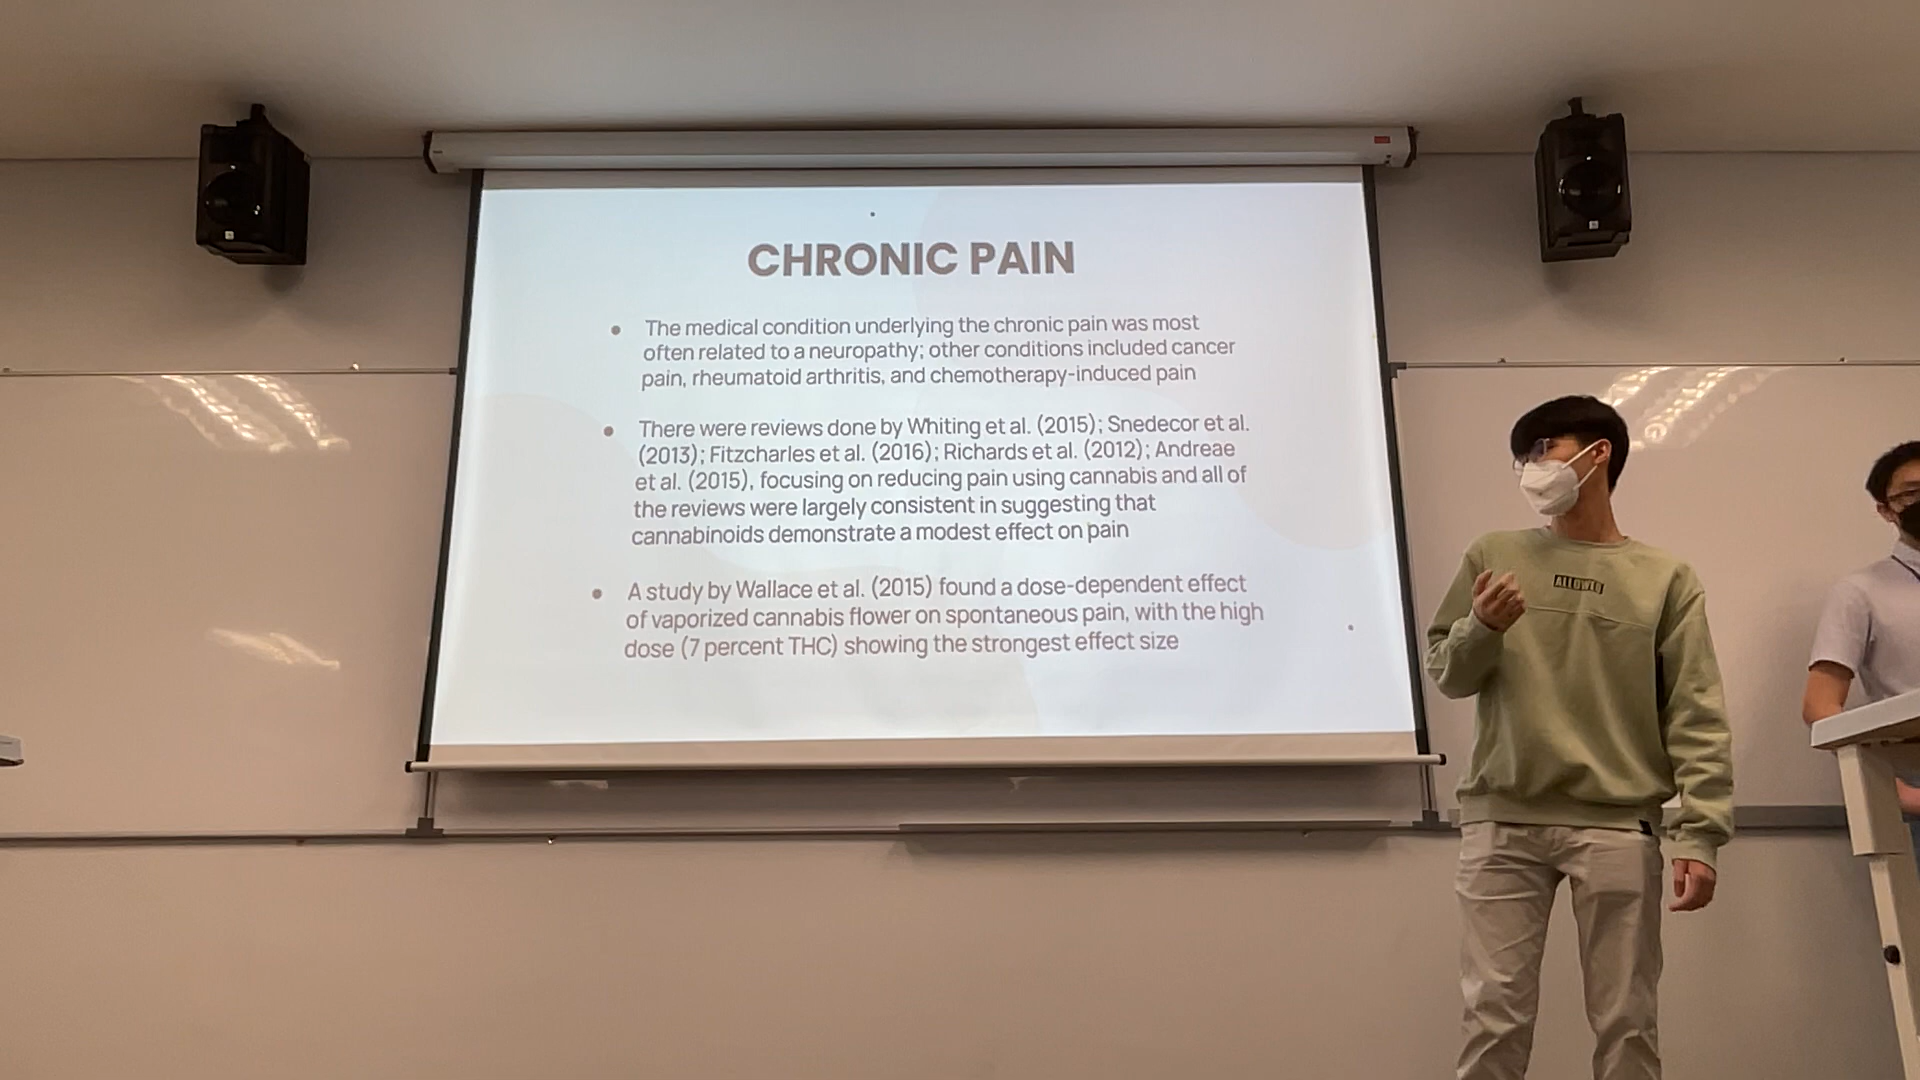 CHRONIC PAIN
The medical condition underlying the chronic pain was most
often related to a neuropathy; other conditions included cancer
pain, rheumatoid arthritis, and chemotherapy-induced pain
There were reviews done by Whiting et al. (2015); Snedecor et al.
(2013); Fitzcharles et al. (2016); Richards et al. (2012); Andreae
et al. (2015), focusing on reducing pain using cannabis and all of
the reviews were largely consistent in suggesting that
cannabinoids demonstrate a modest effect on pain
A study by Wallace et al. (2015) found a dose-dependent effect
of vaporized cannabis flower on spontaneous pain, with the high
dose (7 percent THC) showing the strongest effect size
ALLOWED